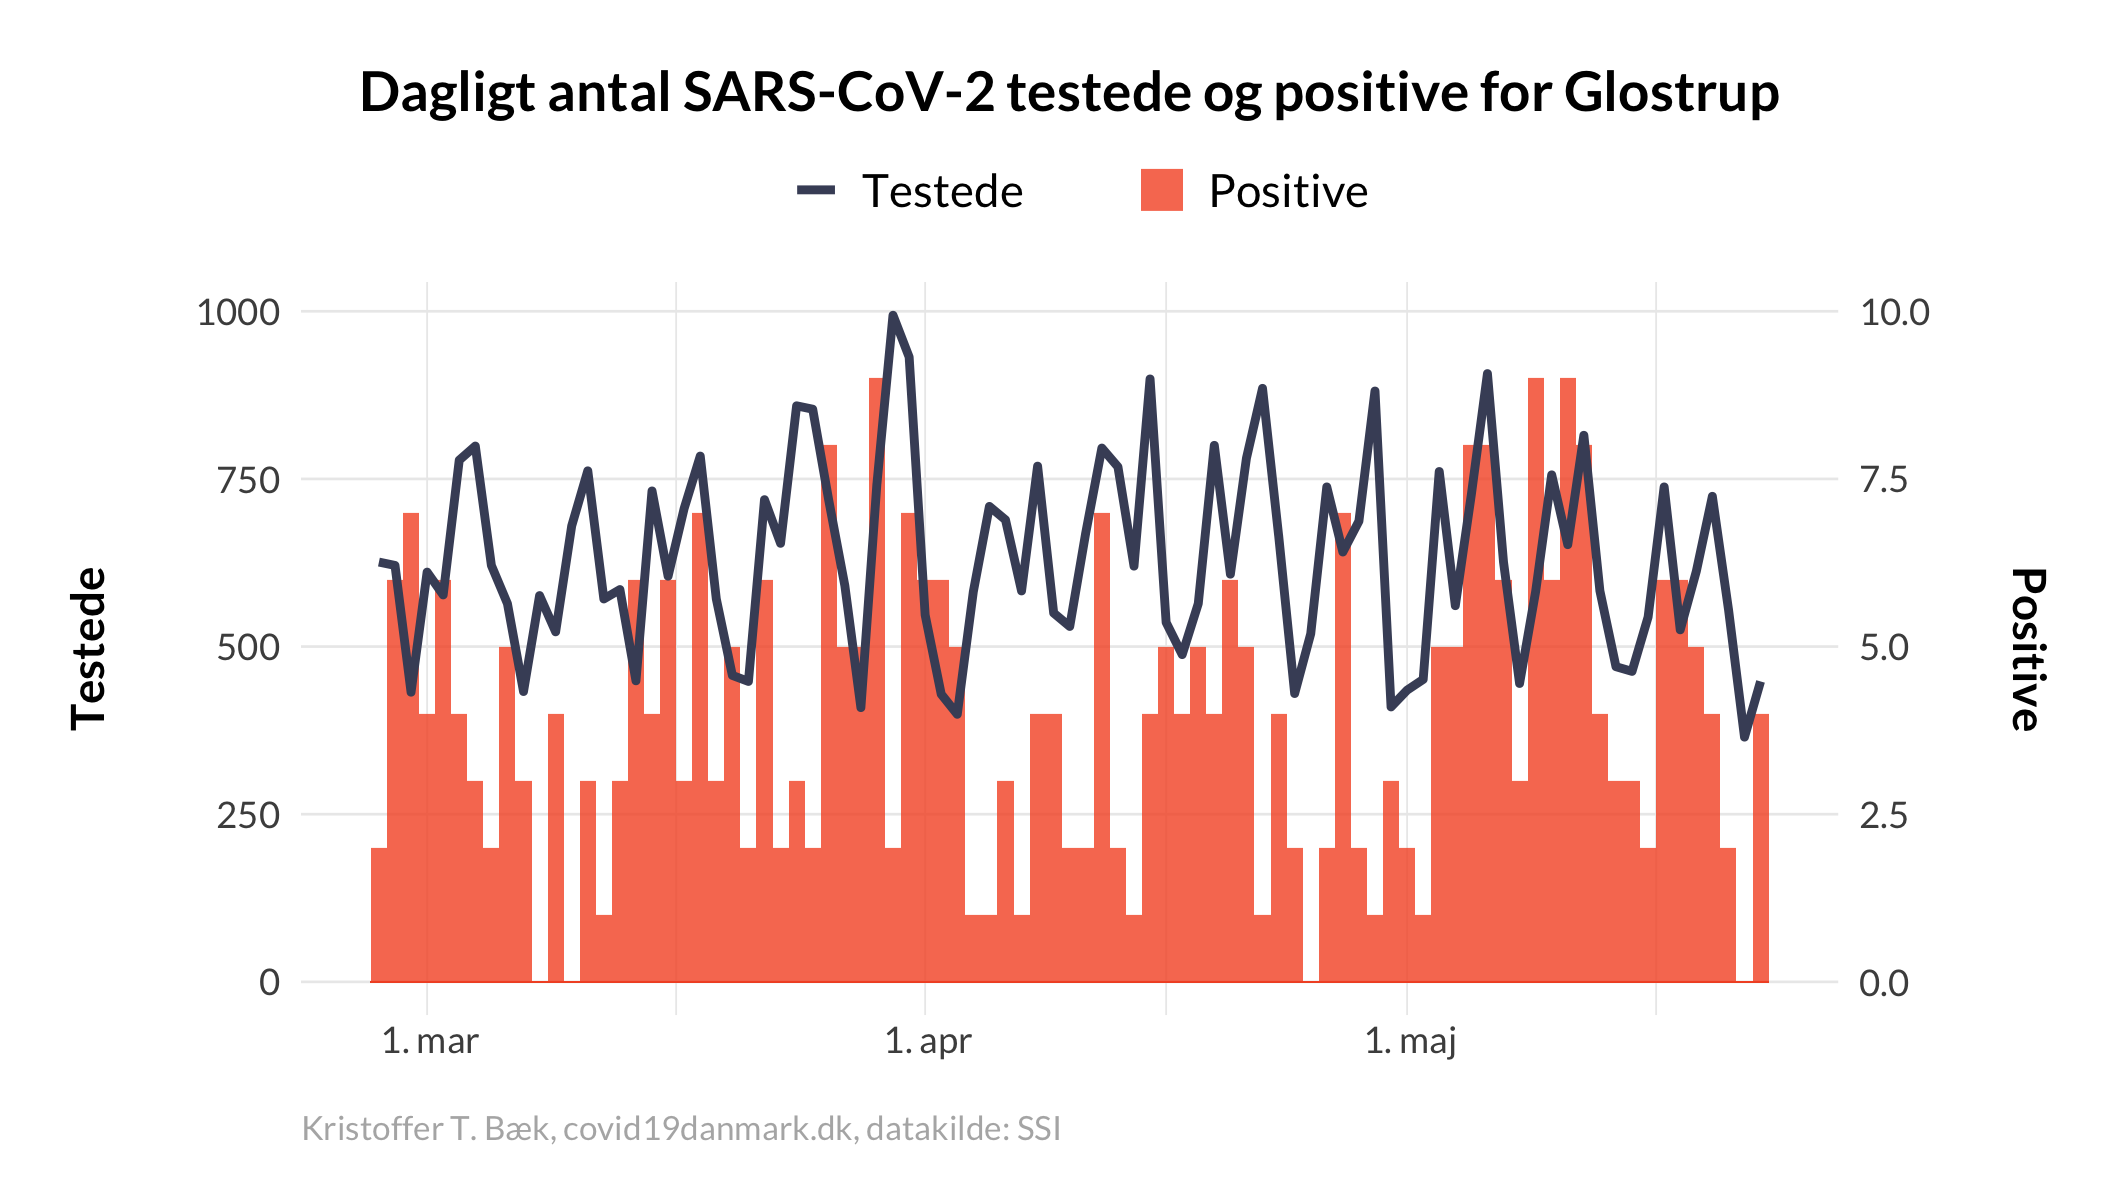 Dagligt antal SARS-CoV-2 testede og positive for Glostrup
Testede
Positive
1000
750
500
250
0
10.0
7.5
5.0
2.5
0.0
Testede
Positive
1. mar
1. apr
1. maj
Kristoffer T. Bæk, covid19danmark.dk, datakilde: SSI